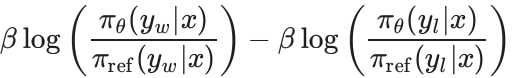 β log ( π_θ(y_w|x) / π_ref(y_w|x) ) − β log ( π_θ(y_l|x) / π_ref(y_l|x) )